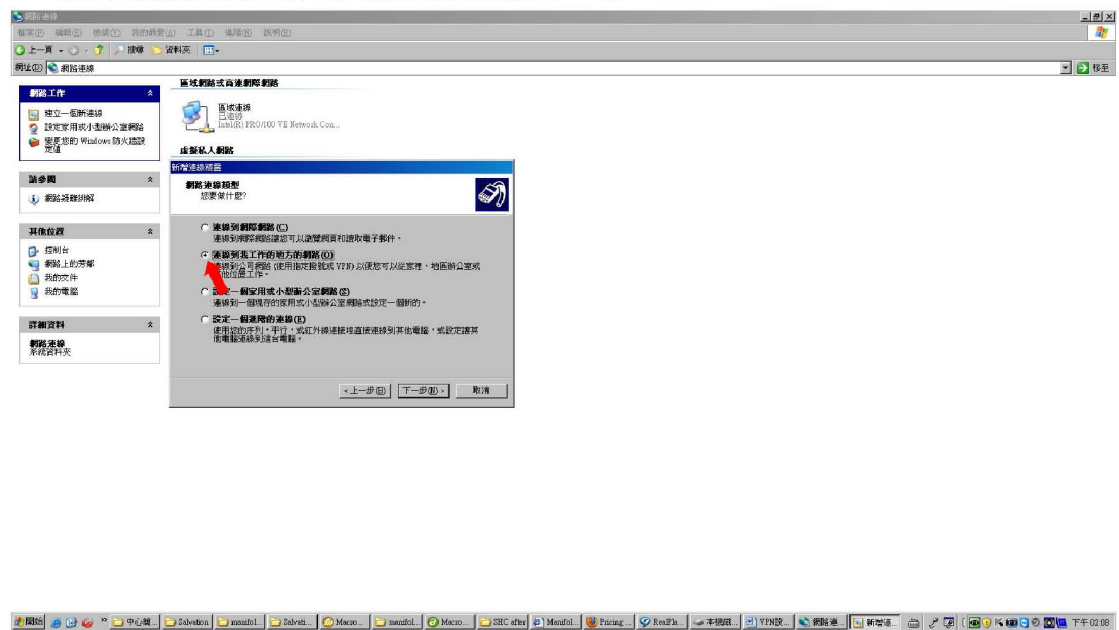 網路連線
檔案(F) 編輯(E) 檢視(V) 我的最愛(A) 工具(T) 進階(N) 說明(H)
上一頁 搜尋 資料夾
網址(D) 網路連線 移至
網路工作
建立一個新連線
設定家用或小型辦公室網路
變更您的 Windows 防火牆設
定值
請參閱
網路疑難排解
其他位置
控制台
網路上的芳鄰
我的文件
我的電腦
詳細資料
網路連線
系統資料夾
區域網路或高速網際網路
區域連線
已連線
Intel(R) PRO/100 VE Network Con...
虛擬私人網路
新增連線精靈
網路連線類型
您要做什麼?
連線到網際網路(C)
連線到網際網路讓您可以瀏覽網頁和讀取電子郵件。
連線到我工作的地方的網路(O)
連線到公司網路 (使用指定撥號或 VPN) 以便您可以從家裡、地區辦公室或
其他位置工作。
設定一個家用或小型辦公室網路(S)
連線到一個現存的家用或小型辦公室網路或設定一個新的。
設定一個進階的連線(E)
使用您的序列，平行，或紅外線連接埠直接連線到其他電腦，或設定讓其
他電腦連線到這台電腦。
<上一步(B) 下一步(N)> 取消
開始 Salvation manifol... Salvati... Macro... manifol... Macro... SHC after Manifol... Pricing ... RealPla... VPN設... 網路連... 新增連... 下午 02:08